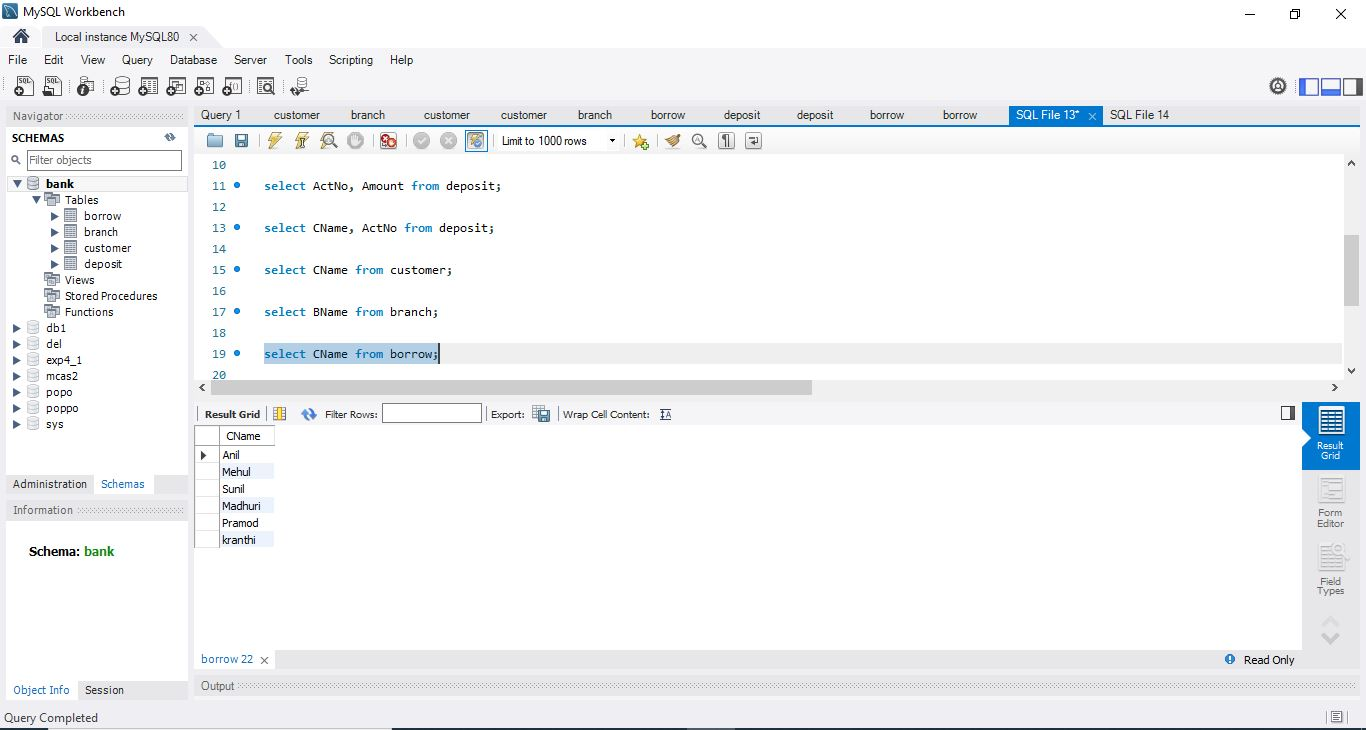 MySQL Workbench
Local instance MySQL80
File Edit View Query Database Server Tools Scripting Help
Navigator
SCHEMAS
Filter objects
bank
Tables
borrow
branch
customer
deposit
Views
Stored Procedures
Functions
db1
del
exp4_1
mcas2
popo
poppo
sys
Administration Schemas
Information
Schema: bank
Object Info Session
Query 1 customer branch customer customer branch borrow deposit deposit borrow borrow SQL File 13* SQL File 14
Limit to 1000 rows
10
11 select ActNo, Amount from deposit;
12
13 select CName, ActNo from deposit;
14
15 select CName from customer;
16
17 select BName from branch;
18
19 select CName from borrow;
20
Result Grid Filter Rows: Export: Wrap Cell Content:
CName
Anil
Mehul
Sunil
Madhuri
Pramod
kranthi
Result
Grid
Form
Editor
Field
Types
borrow 22
Read Only
Output
Query Completed